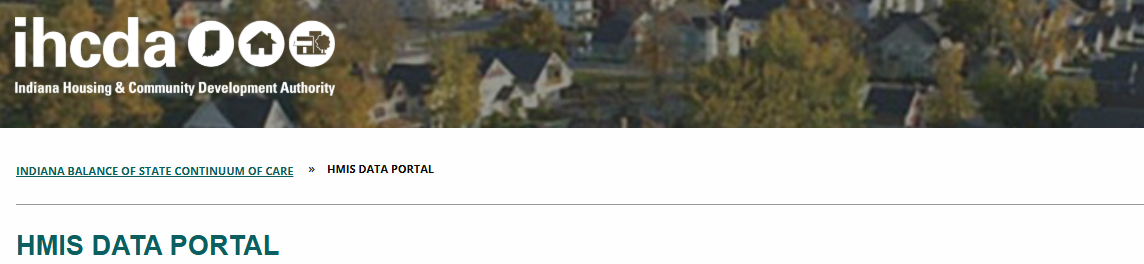 ihcda
Indiana Housing & Community Development Authority
INDIANA BALANCE OF STATE CONTINUUM OF CARE » HMIS DATA PORTAL
HMIS DATA PORTAL